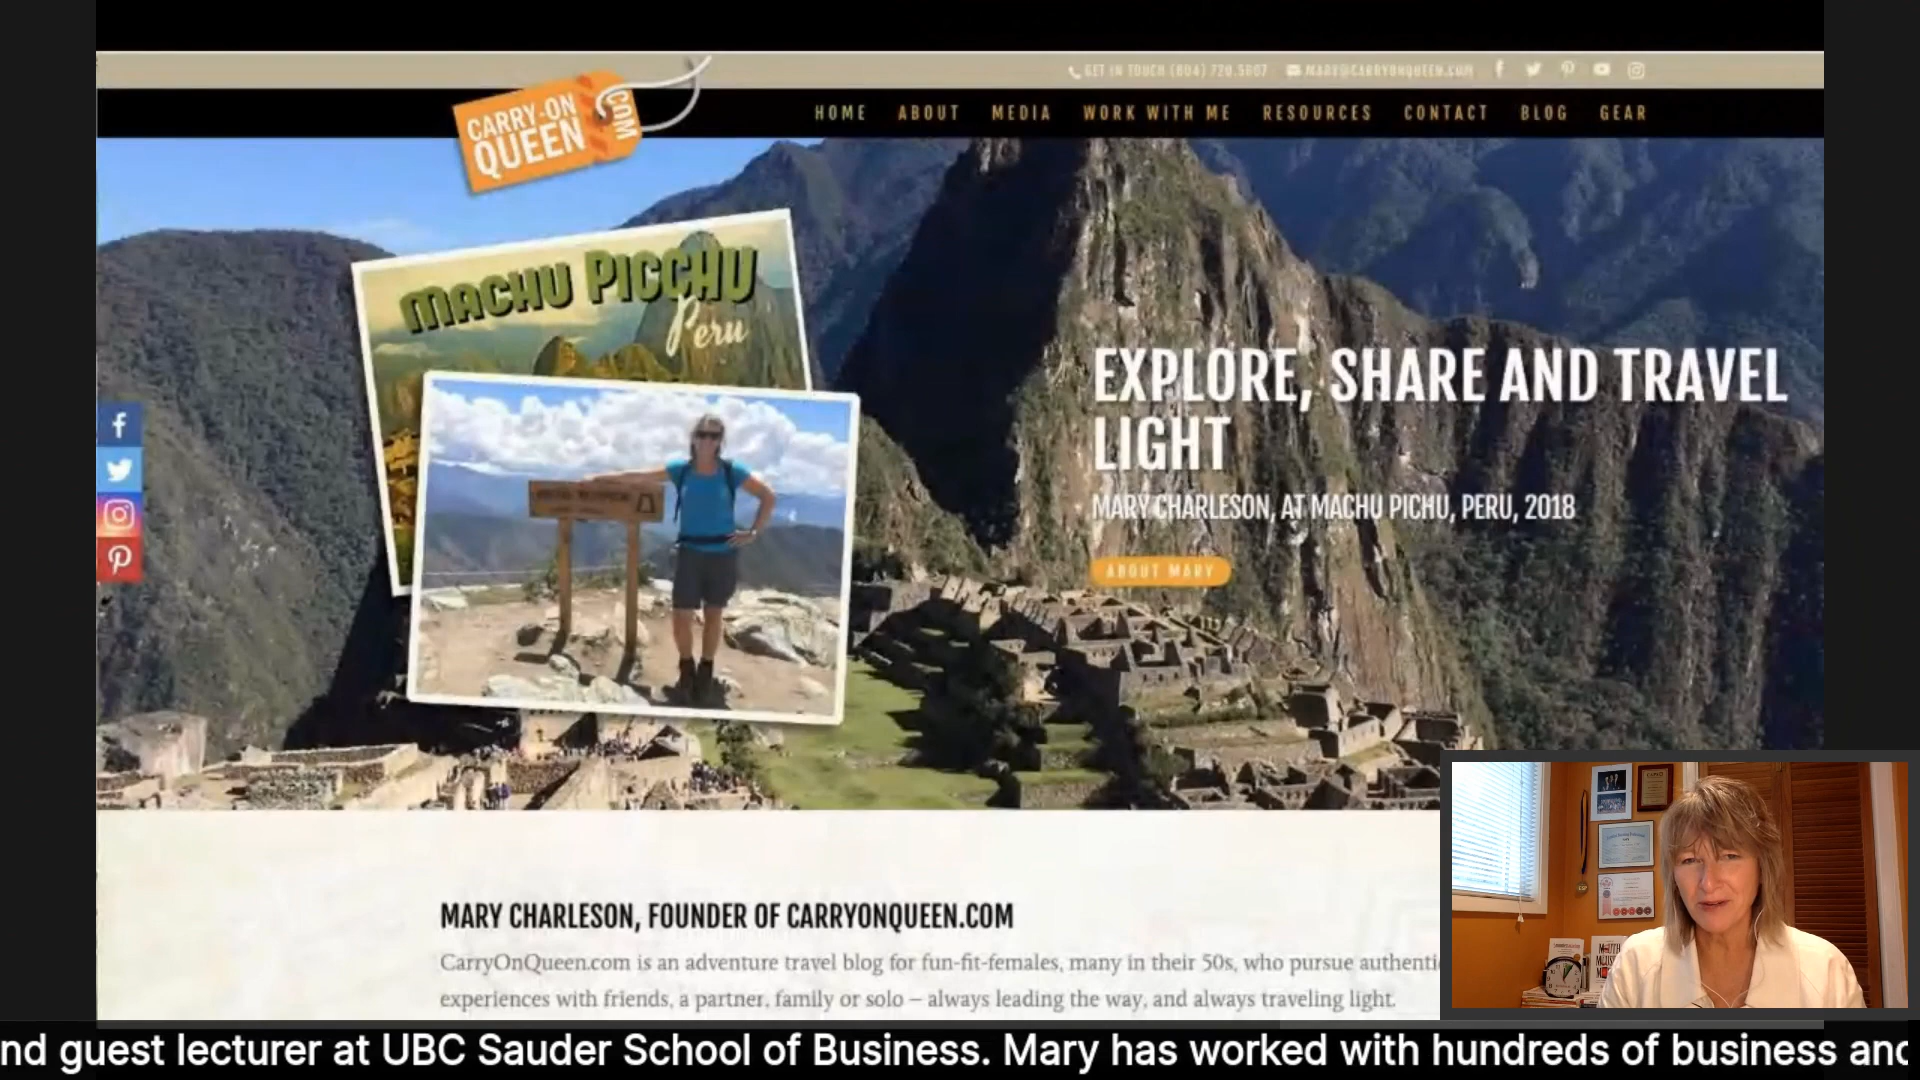 GET IN TOUCH (604) 720.5807
MARY@CARRYONQUEEN.COM
CARRY-ON
QUEEN
.COM
HOME ABOUT MEDIA WORK WITH ME RESOURCES CONTACT BLOG GEAR
MACHU PICCHU
Peru
EXPLORE, SHARE AND TRAVEL
LIGHT
MARY CHARLESON, AT MACHU PICHU, PERU, 2018
ABOUT MARY
MARY CHARLESON, FOUNDER OF CARRYONQUEEN.COM
CarryOnQueen.com is an adventure travel blog for fun-fit-females, many in their 50s, who pursue authenti
experiences with friends, a partner, family or solo – always leading the way, and always traveling light.
nd guest lecturer at UBC Sauder School of Business. Mary has worked with hundreds of business and